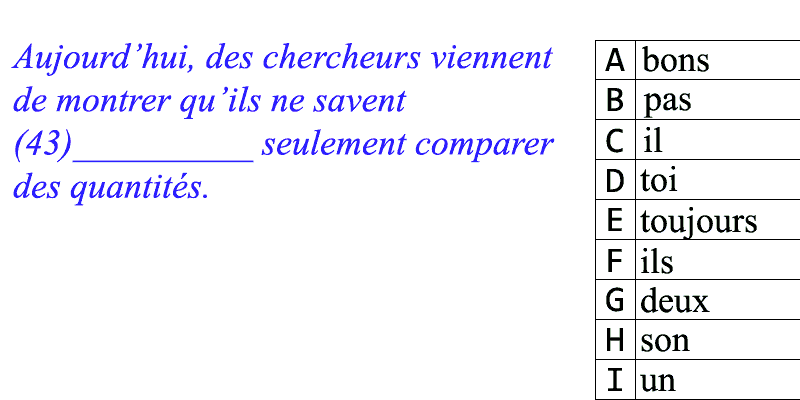 Aujourd’hui, des chercheurs viennent
de montrer qu’ils ne savent
(43)__________ seulement comparer
des quantités.
A bons
B pas
C il
D toi
E toujours
F ils
G deux
H son
I un